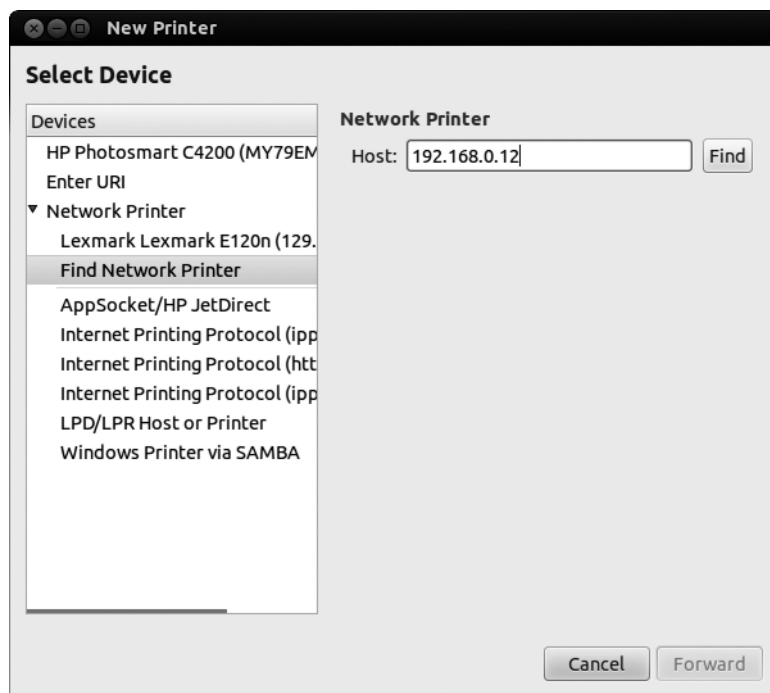 New Printer
Select Device
Devices
HP Photosmart C4200 (MY79EM
Enter URI
Network Printer
Lexmark Lexmark E120n (129.
Find Network Printer
AppSocket/HP JetDirect
Internet Printing Protocol (ipp
Internet Printing Protocol (htt
Internet Printing Protocol (ipp
LPD/LPR Host or Printer
Windows Printer via SAMBA
Network Printer
Host: 192.168.0.12 Find
Cancel Forward